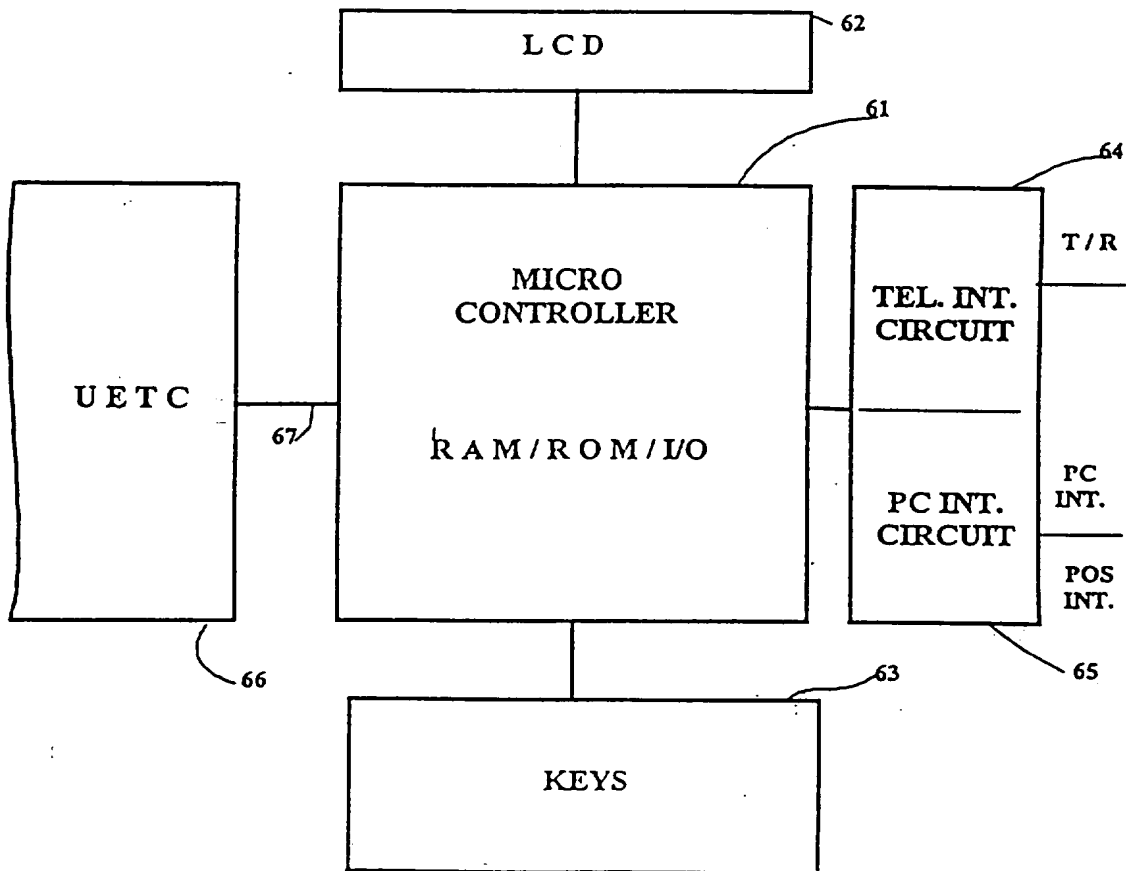 LCD
62
61
64
T/R
MICRO
CONTROLLER
TEL. INT.
CIRCUIT
UETC
67
RAM/ROM/I/O
PC INT.
CIRCUIT
PC
INT.
POS
INT.
66
63
65
KEYS